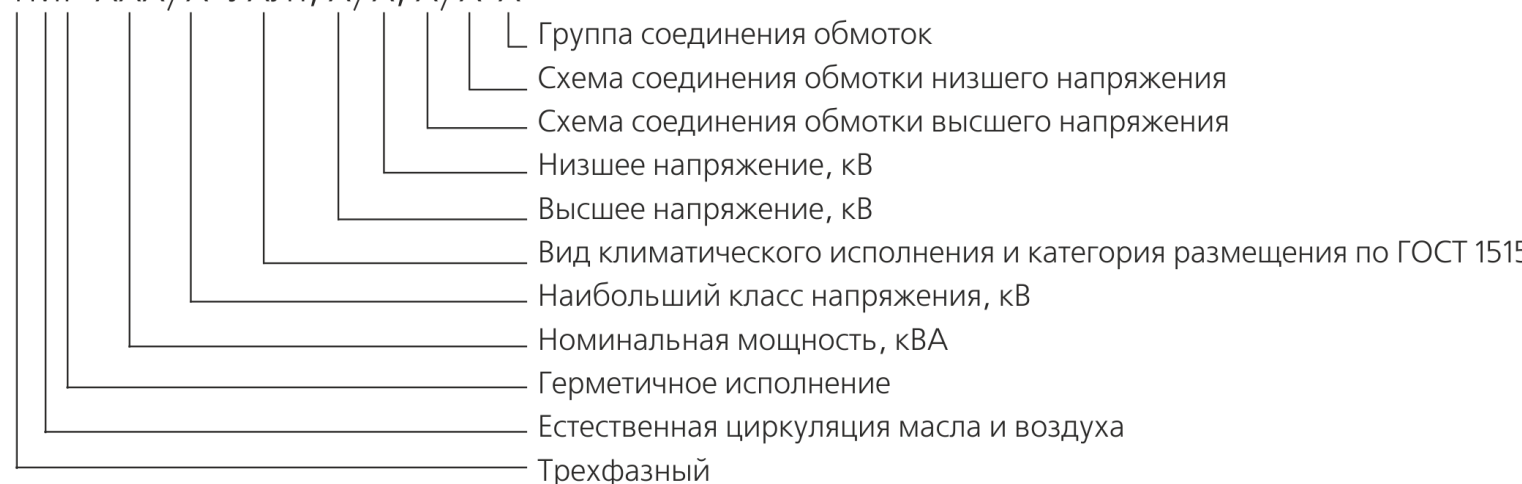 Группа соединения обмоток
Схема соединения обмотки низшего напряжения
Схема соединения обмотки высшего напряжения
Низшее напряжение, кВ
Высшее напряжение, кВ
Вид климатического исполнения и категория размещения по ГОСТ
Наибольший класс напряжения, кВ
Номинальная мощность, кВА
Герметичное исполнение
Естественная циркуляция масла и воздуха
Трехфазный